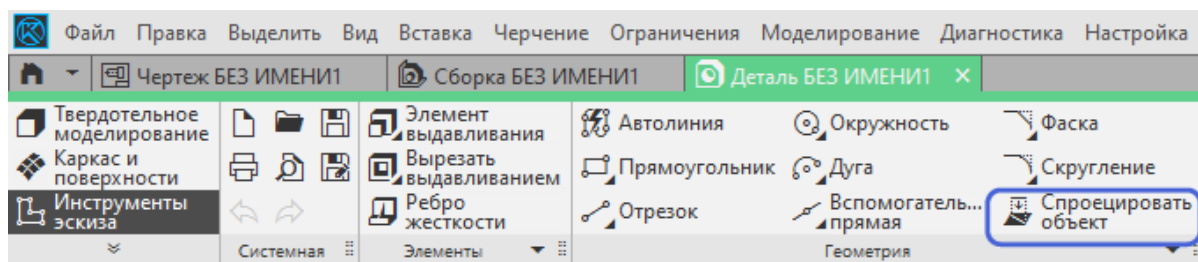 Файл Правка Выделить Вид Вставка Черчение Ограничения Моделирование Диагностика Настройка
Чертеж БЕЗ ИМЕНИ1 Сборка БЕЗ ИМЕНИ1 Деталь БЕЗ ИМЕНИ1
Твердотельное
моделирование
Каркас и
поверхности
Инструменты
эскиза
Системная
Элемент
выдавливания
Вырезать
выдавливанием
Ребро
жесткости
Элементы
Автолиния Окружность Фаска
Прямоугольник Дуга Скругление
Отрезок
Вспомогатель...
прямая
Спроецировать
объект
Геометрия